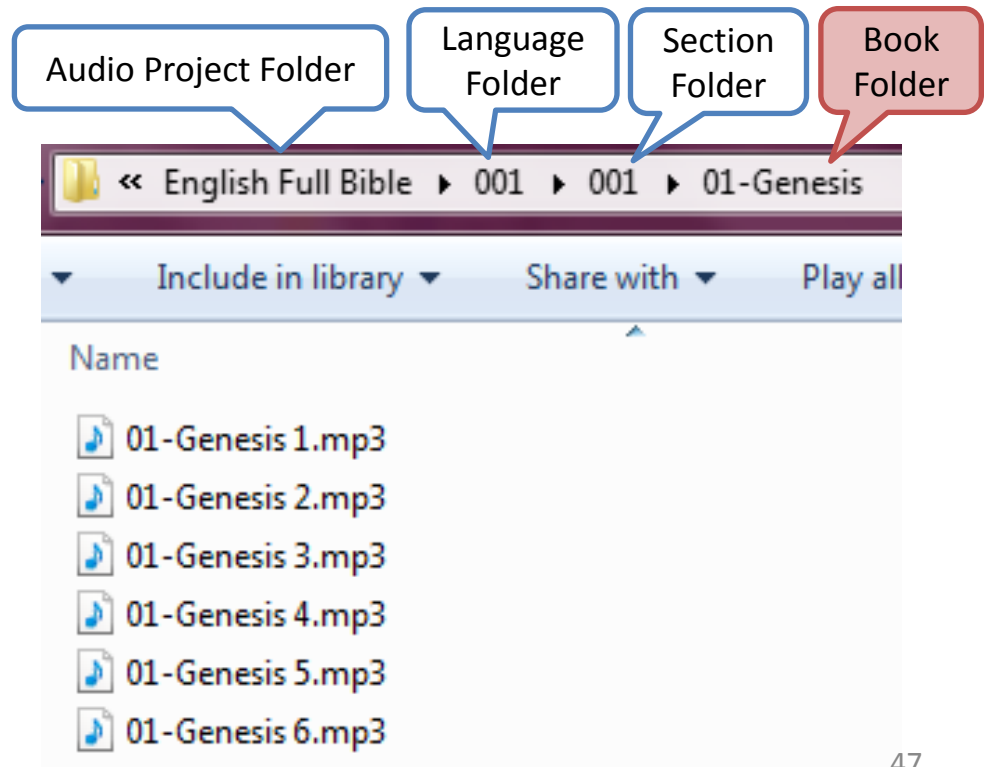 Audio Project Folder
Language
Folder
Section
Folder
Book
Folder
« English Full Bible ▸ 001 ▸ 001 ▸ 01-Genesis
Include in library ▾ Share with ▾ Play all
Name
01-Genesis 1.mp3
01-Genesis 2.mp3
01-Genesis 3.mp3
01-Genesis 4.mp3
01-Genesis 5.mp3
01-Genesis 6.mp3
47